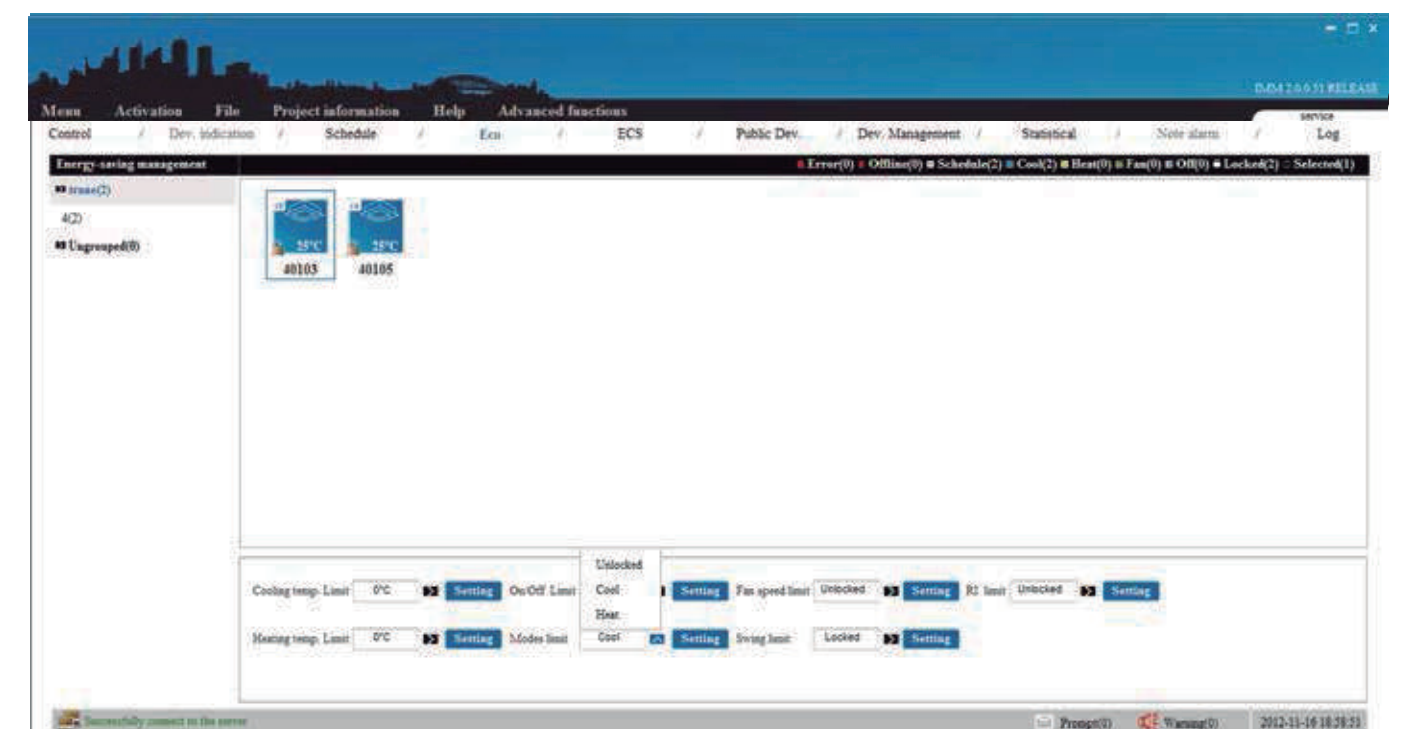 RELEASE
Menu Activation File Project information Help Advanced functions
service
Control / Dev. indication / Schedule / Eco / ECS / Public Dev. / Dev. Management / Statistical / Note alarm / Log
Energy-saving management
Error(0) Offline(0) Schedule(2) Cool(2) Heat(0) Fan(0) Off(0) Locked(2) Selected(1)
trane(2)
4(2)
Ungrouped(0)
25°C 25°C
40103 40105
Unlocked
Cool
Heat
Cooling temp. Limit 0°C Setting On/Off Limit Setting Fan speed limit Unlocked Setting limit Unlocked Setting
Heating temp. Limit 0°C Setting Modes limit Cool Setting Swing limit Locked Setting
Successfully connect to the server Prompt(0) Warning(0) 2012-11-16 18:58:51